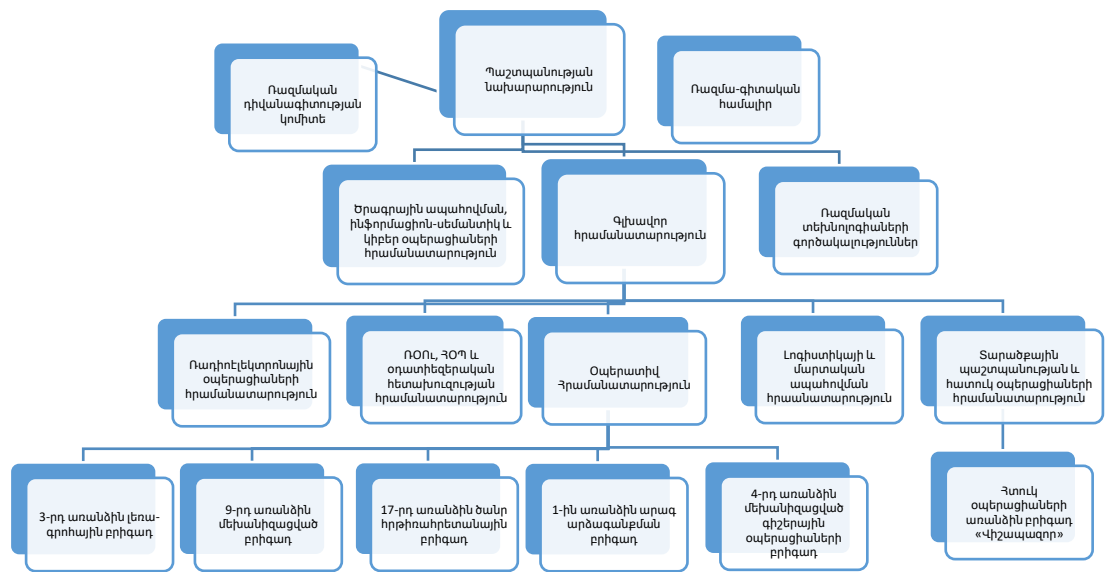 Պաշտպանության
նախարարություն
Ռազմական
դիվանագիտության
կոմիտե
Ռազմա-գիտական
համալիր
Ծրագրային ապահովման,
ինֆորմացիոն-սեմանտիկ և
կիբեր օպերացիաների
հրամանատարություն
Գլխավոր
հրամանատարություն
Ռազմական
տեխնոլոգիաների
գործակալություններ
Ռադիոէլեկտրոնային
օպերացիաների
հրամանատարություն
ՌՕՈւ, ՀՕՊ և
օդատիեզերական
հետախուզության
հրամանատարություն
Օպերատիվ
Հրամանատարություն
Լոգիստիկայի և
մարտական
ապահովման
հրաանատարություն
Տարածքային
պաշտպանության և
հատուկ օպերացիաների
հրամանատարություն
3-րդ առանձին լեռա-
գրոհային բրիգադ
9-րդ առանձին
մեխանիզացված
բրիգադ
17-րդ առանձին ծանր
հրթիռահրետանային
բրիգադ
1-ին առանձին արագ
արձագանքման
բրիգադ
4-րդ առանձին
մեխանիզացված
գիշերային
օպերացիաների
բրիգադ
Հտուկ
օպերացիաների
առանձին բրիգադ
«Վիշապազոր»